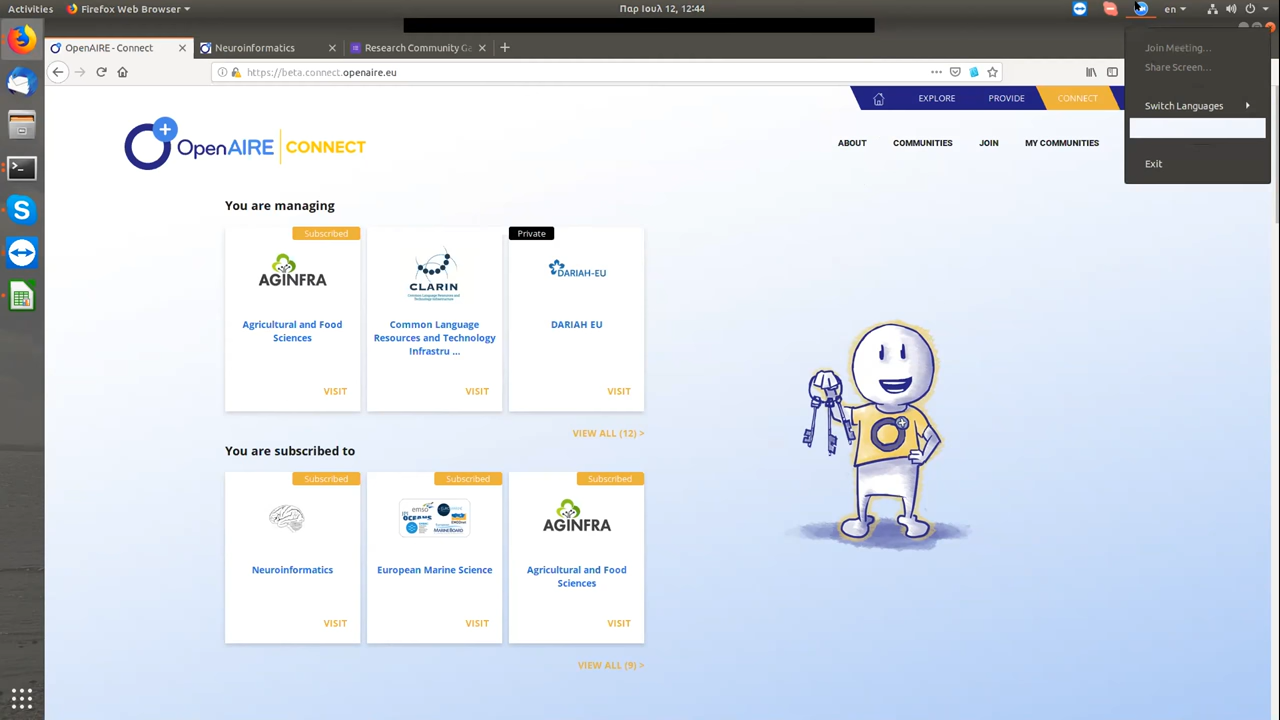 Activities
Firefox Web Browser
Παρ Ιουλ 12, 12:44
en
OpenAIRE - Connect
Neuroinformatics
Research Community Ga
https://beta.connect.openaire.eu
Join Meeting...
Share Screen...
Switch Languages
Exit
EXPLORE
PROVIDE
CONNECT
OpenAIRE CONNECT
ABOUT
COMMUNITIES
JOIN
MY COMMUNITIES
You are managing
Subscribed
AGINFRA
Agricultural and Food
Sciences
VISIT
CLARIN
Common Language
Resources and Technology
Infrastru ...
VISIT
Private
DARIAH-EU
DARIAH EU
VISIT
VIEW ALL (12) >
You are subscribed to
Subscribed
Neuroinformatics
VISIT
Subscribed
emso
European Marine Science
VISIT
Subscribed
AGINFRA
Agricultural and Food
Sciences
VISIT
VIEW ALL (9) >